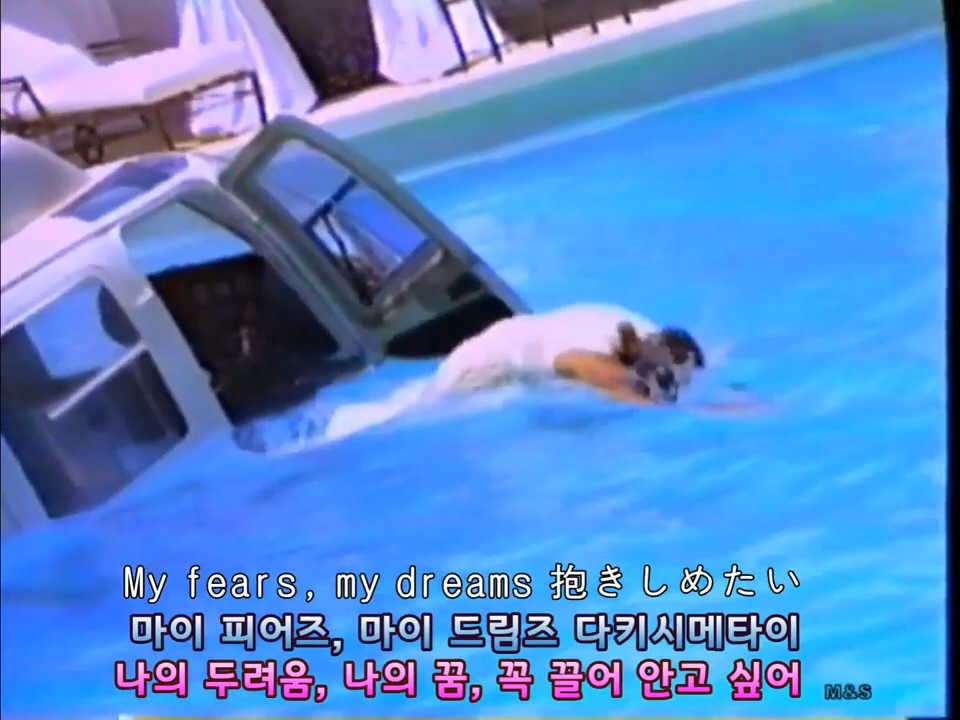 My fears, my dreams 抱きしめたい
마이 피어즈, 마이 드림즈 다키시메타이
나의 두려움, 나의 꿈, 꼭 끌어 안고 싶어
M&S